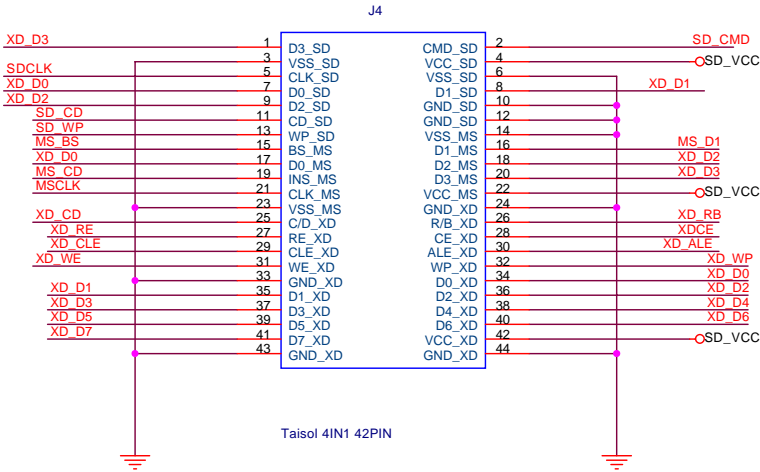 J4
XD_D3 1 D3_SD CMD_SD 2 SD_CMD
3 VSS_SD VCC_SD 4 SD_VCC
SDCLK 5 CLK_SD VSS_SD 6
XD_D0 7 D0_SD D1_SD 8 XD_D1
XD_D2 9 D2_SD GND_SD 10
SD_CD 11 CD_SD GND_SD 12
SD_WP 13 WP_SD VSS_MS 14
MS_BS 15 BS_MS D1_MS 16 MS_D1
XD_D0 17 D0_MS D2_MS 18 XD_D2
MS_CD 19 INS_MS D3_MS 20 XD_D3
MSCLK 21 CLK_MS VCC_MS 22 SD_VCC
23 VSS_MS GND_XD 24
XD_CD 25 C/D_XD R/B_XD 26 XD_RB
XD_RE 27 RE_XD CE_XD 28 XDCE
XD_CLE 29 CLE_XD ALE_XD 30 XD_ALE
XD_WE 31 WE_XD WP_XD 32 XD_WP
33 GND_XD D0_XD 34 XD_D0
XD_D1 35 D1_XD D2_XD 36 XD_D2
XD_D3 37 D3_XD D4_XD 38 XD_D4
XD_D5 39 D5_XD D6_XD 40 XD_D6
XD_D7 41 D7_XD VCC_XD 42 SD_VCC
43 GND_XD GND_XD 44
Taisol 4IN1 42PIN